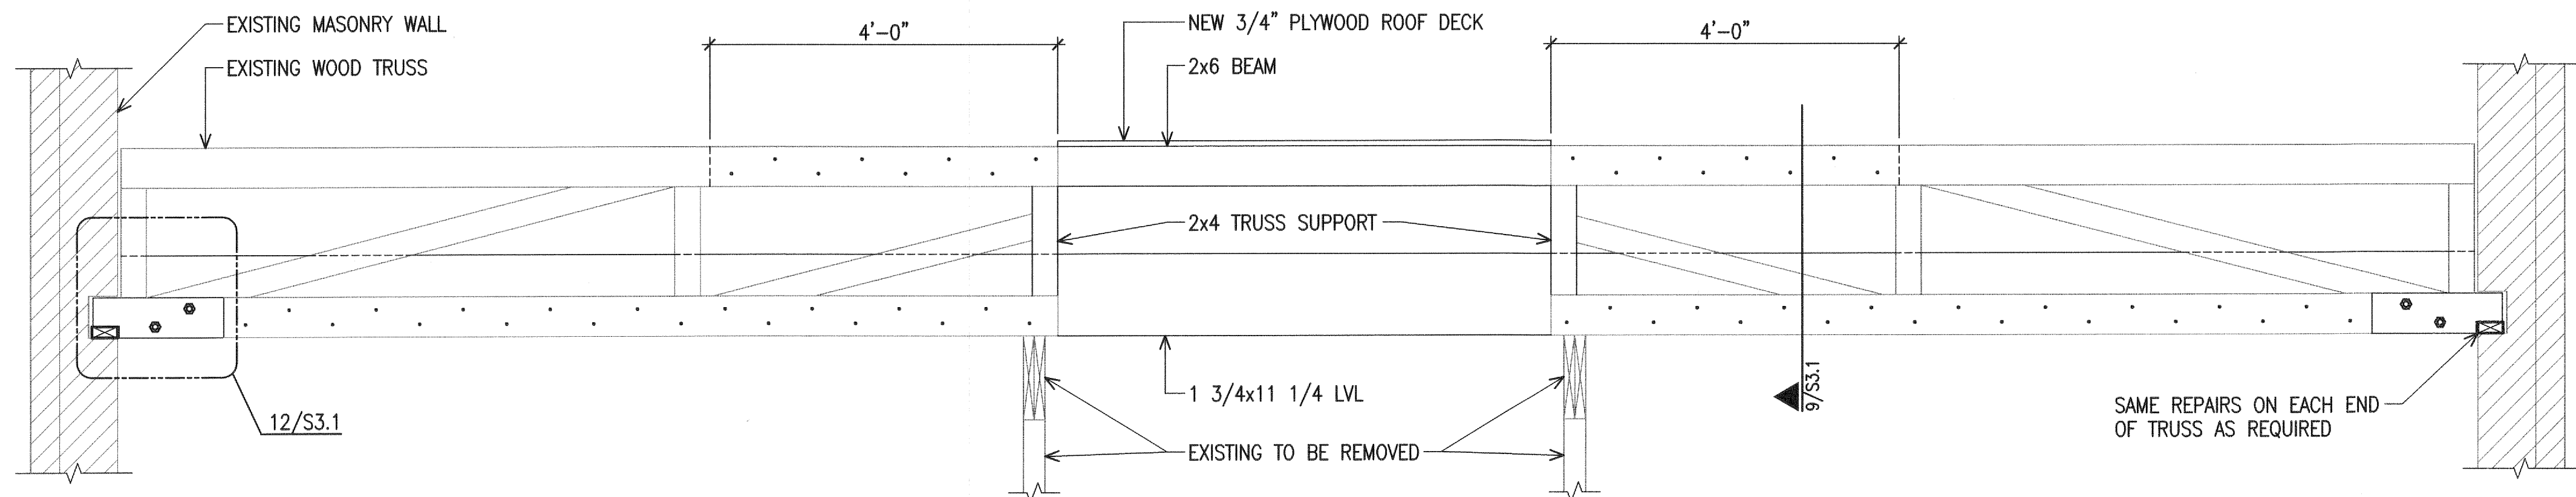 EXISTING MASONRY WALL
EXISTING WOOD TRUSS
4'-0"
NEW 3/4" PLYWOOD ROOF DECK
2x6 BEAM
4'-0"
2x4 TRUSS SUPPORT
1 3/4x11 1/4 LVL
EXISTING TO BE REMOVED
12/S3.1
9/S3.1
SAME REPAIRS ON EACH END
OF TRUSS AS REQUIRED